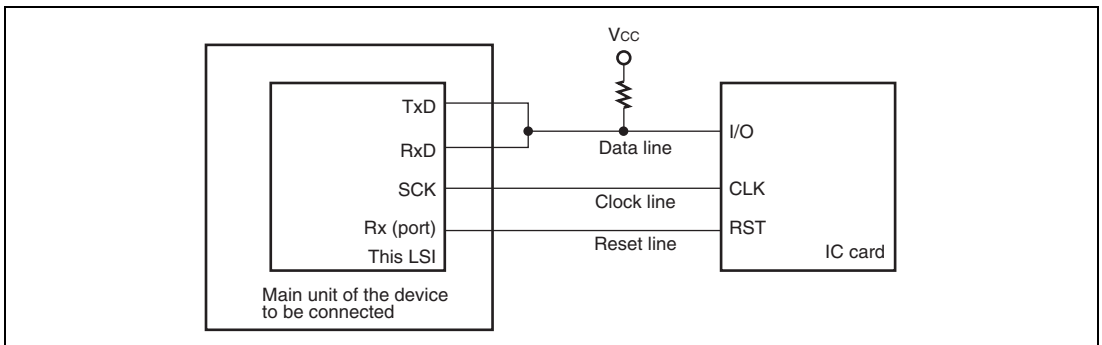 Vcc
TxD
RxD
SCK
Rx (port)
This LSI
Main unit of the device
to be connected
Data line
Clock line
Reset line
I/O
CLK
RST
IC card